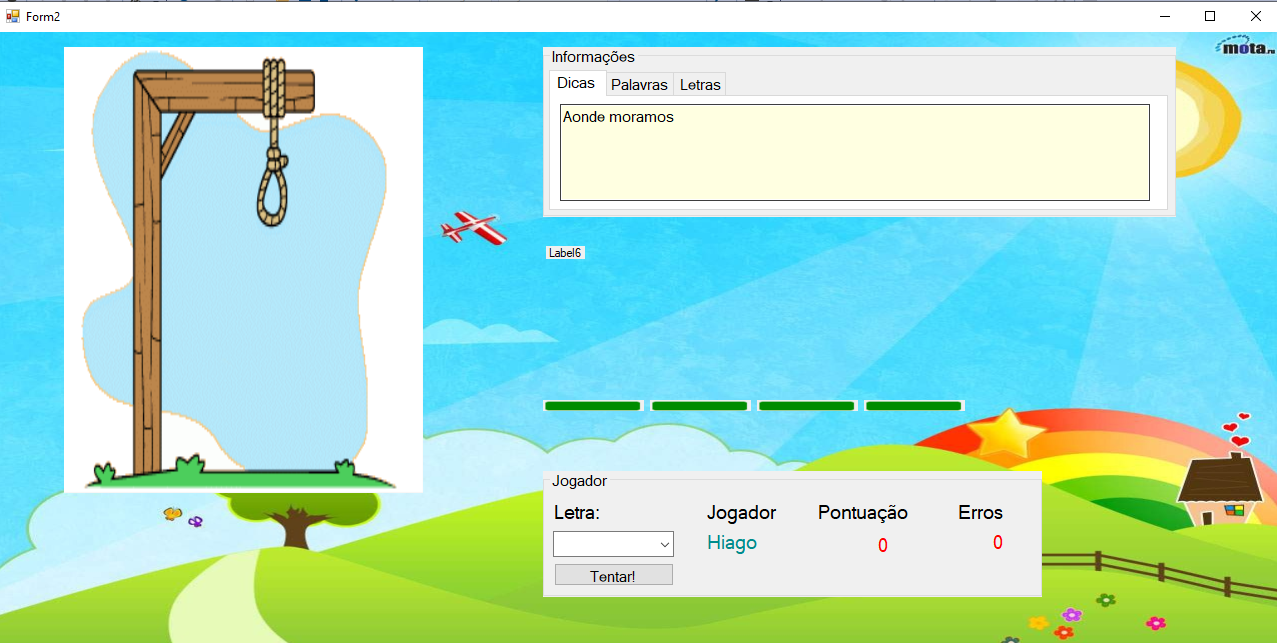 Form2
mota.ru
Informações
Dicas Palavras Letras
Aonde moramos
Label6
Jogador
Letra: Jogador Pontuação Erros
Hiago 0 0
Tentar!